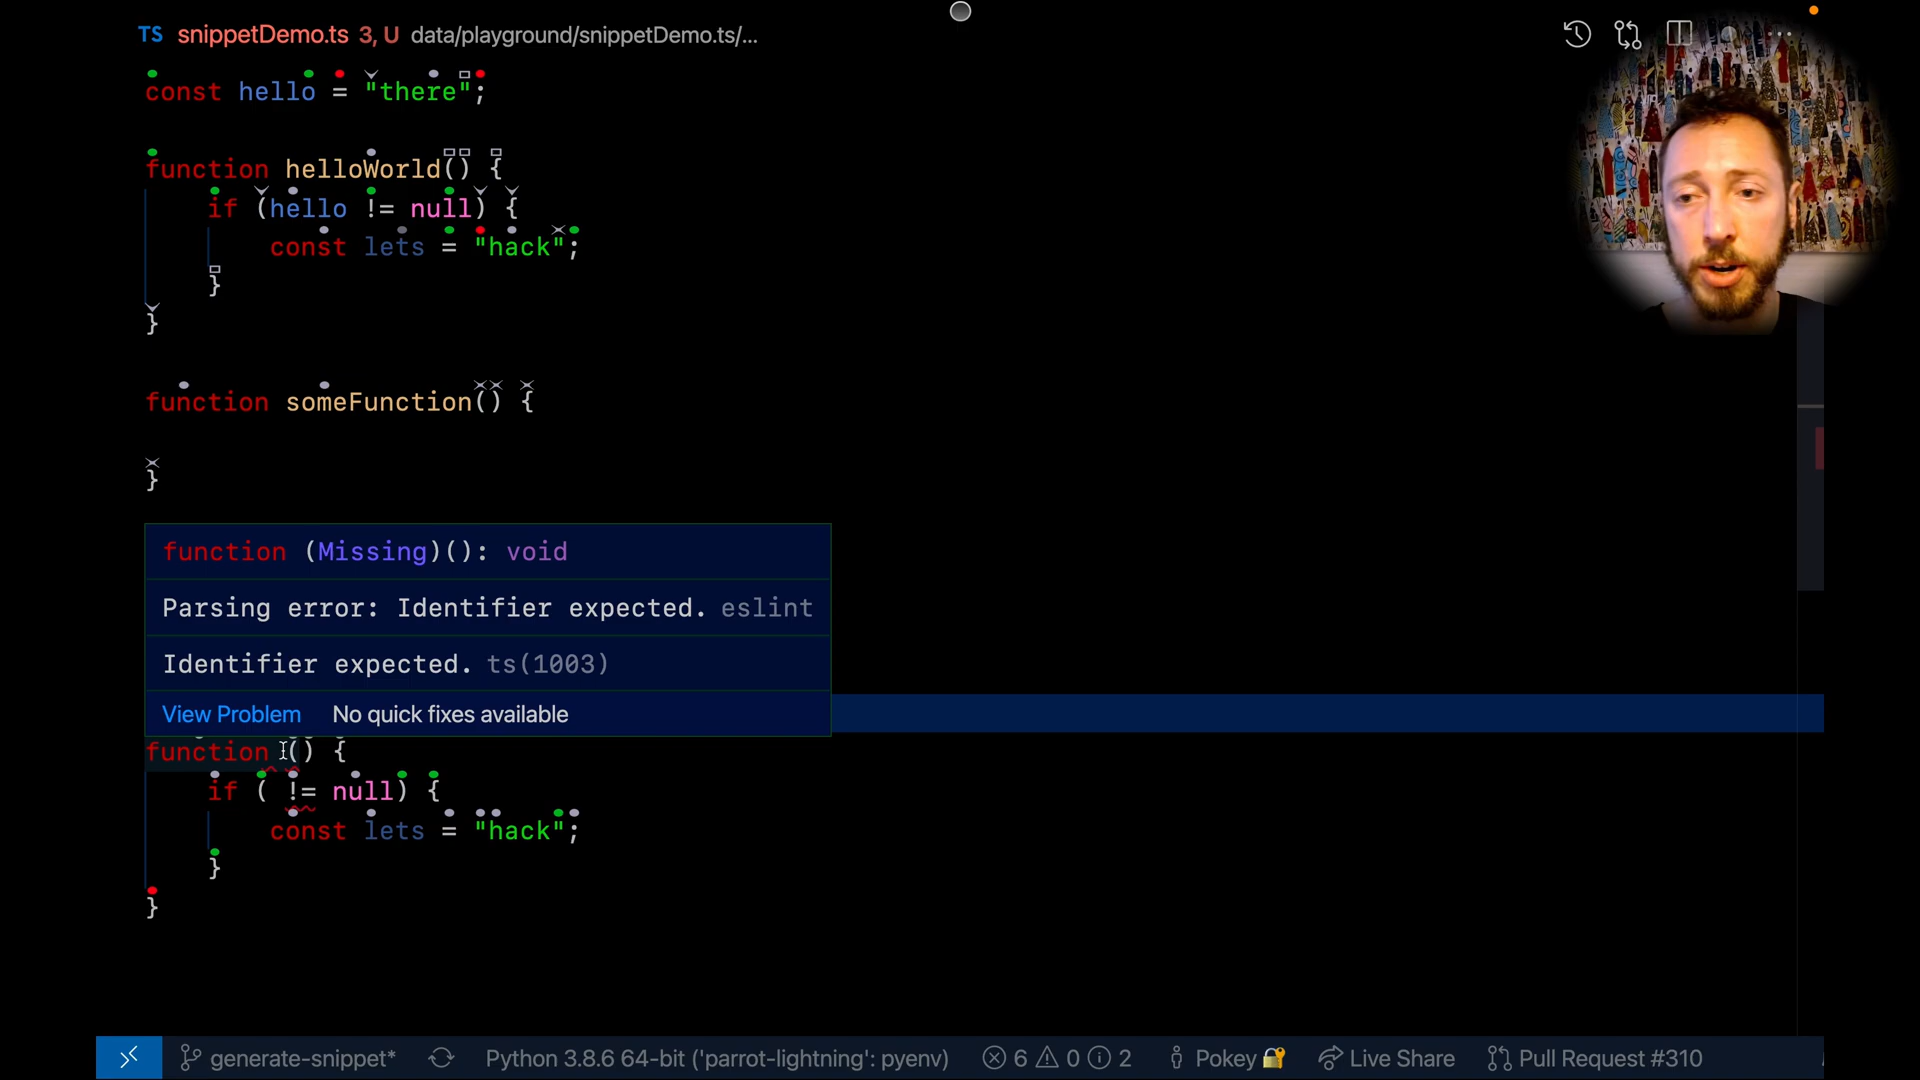 TS snippetDemo.ts 3, U data/playground/snippetDemo.ts/...
const hello = "there";
function helloWorld() {
if (hello != null) {
const lets = "hack";
}
}
function someFunction() {
}
function (Missing)(): void
Parsing error: Identifier expected. eslint
Identifier expected. ts(1003)
View Problem No quick fixes available
function () {
if ( != null) {
const lets = "hack";
}
}
generate-snippet* Python 3.8.6 64-bit ('parrot-lightning': pyenv) 6 0 2 Pokey Live Share Pull Request #310